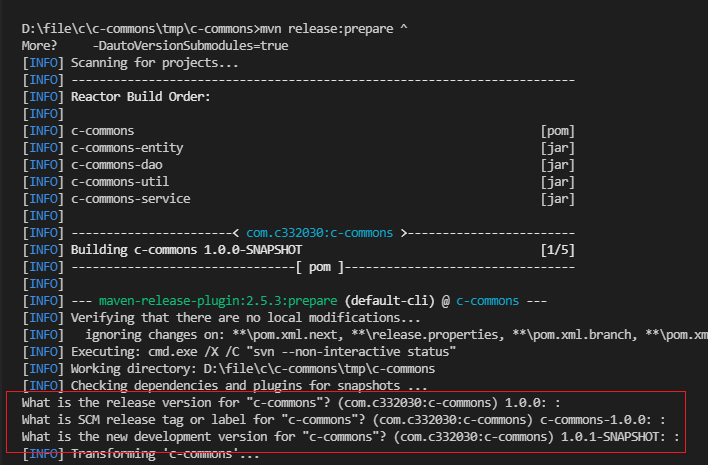 D:\file\c\c-commons\tmp\c-commons>mvn release:prepare ^
More?     -DautoVersionSubmodules=true
[INFO] Scanning for projects...
[INFO] ------------------------------------------------------------------------
[INFO] Reactor Build Order:
[INFO]
[INFO] c-commons                                                          [pom]
[INFO] c-commons-entity                                                   [jar]
[INFO] c-commons-dao                                                      [jar]
[INFO] c-commons-util                                                     [jar]
[INFO] c-commons-service                                                  [jar]
[INFO]
[INFO] -----------------------< com.c332030:c-commons >------------------------
[INFO] Building c-commons 1.0.0-SNAPSHOT                                  [1/5]
[INFO] --------------------------------[ pom ]---------------------------------
[INFO]
[INFO] --- maven-release-plugin:2.5.3:prepare (default-cli) @ c-commons ---
[INFO] Verifying that there are no local modifications...
[INFO]   ignoring changes on: **\pom.xml.next, **\release.properties, **\pom.xml.branch, **\pom.xm
[INFO] Executing: cmd.exe /X /C "svn --non-interactive status"
[INFO] Working directory: D:\file\c\c-commons\tmp\c-commons
[INFO] Checking dependencies and plugins for snapshots ...
What is the release version for "c-commons"? (com.c332030:c-commons) 1.0.0: :
What is SCM release tag or label for "c-commons"? (com.c332030:c-commons) c-commons-1.0.0: :
What is the new development version for "c-commons"? (com.c332030:c-commons) 1.0.1-SNAPSHOT: :
[INFO] Transforming 'c-commons'...